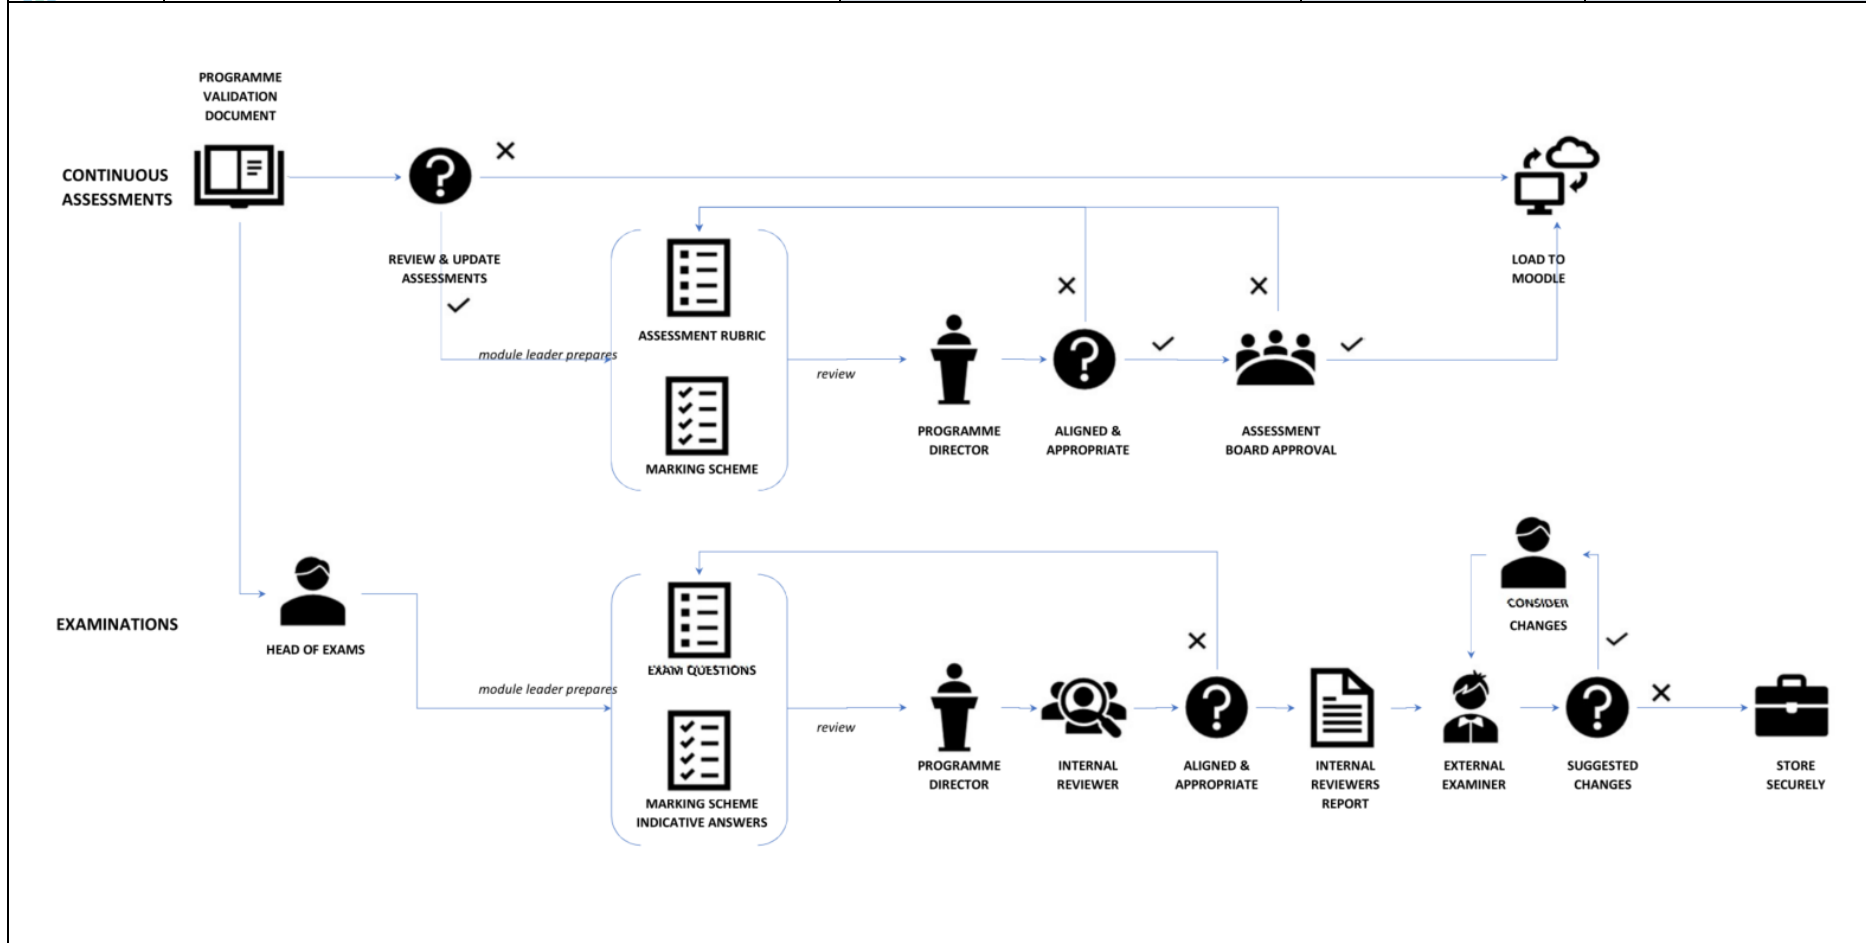 PROGRAMME
VALIDATION
DOCUMENT
CONTINUOUS
ASSESSMENTS
REVIEW & UPDATE
ASSESSMENTS
LOAD TO
MOODLE
module leader prepares
ASSESSMENT RUBRIC
MARKING SCHEME
review
PROGRAMME
DIRECTOR
ALIGNED &
APPROPRIATE
ASSESSMENT
BOARD APPROVAL
EXAMINATIONS
HEAD OF EXAMS
module leader prepares
EXAM QUESTIONS
MARKING SCHEME
INDICATIVE ANSWERS
review
PROGRAMME
DIRECTOR
INTERNAL
REVIEWER
ALIGNED &
APPROPRIATE
INTERNAL
REVIEWERS
REPORT
EXTERNAL
EXAMINER
CONSIDER
CHANGES
SUGGESTED
CHANGES
STORE
SECURELY